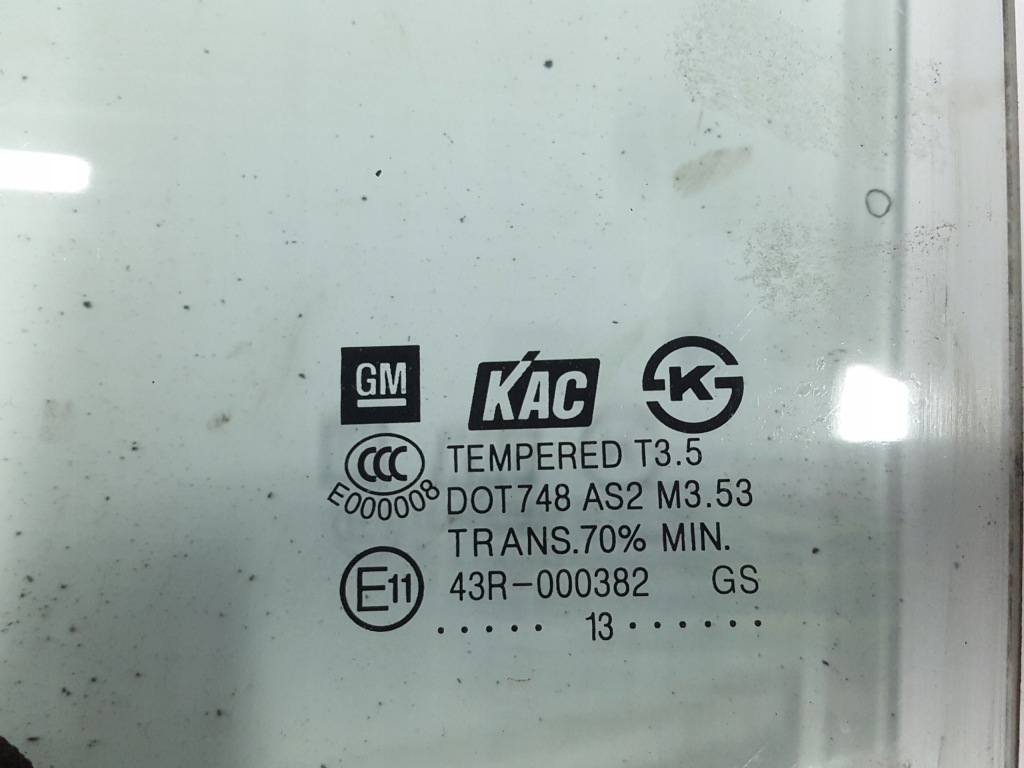 GM KAC KS
CCC TEMPERED T3.5
E000008 DOT748 AS2 M3.53
TRANS.70% MIN.
E11 43R-000382 GS
. . . . . 13 . . . . . .